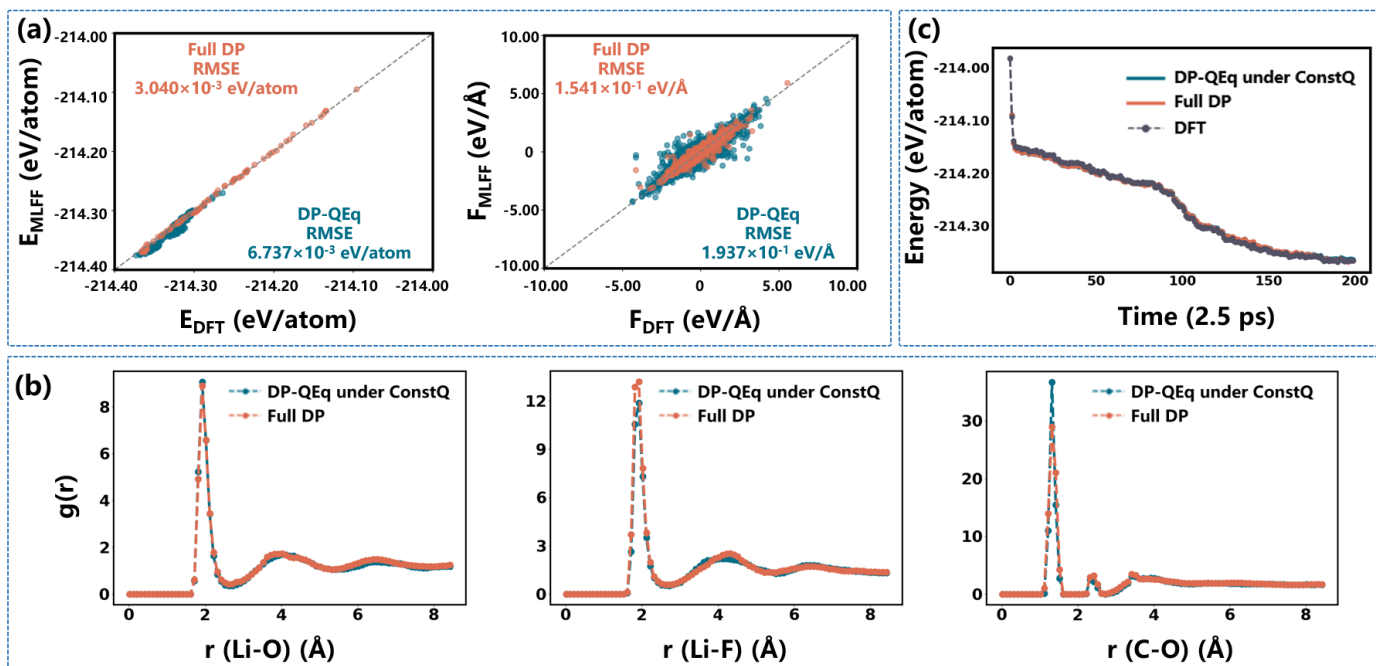 (a)
-214.00
-214.10
-214.20
-214.30
-214.40
E_MLFF (eV/atom)
Full DP
RMSE
3.040×10⁻³ eV/atom
DP-QEq
RMSE
6.737×10⁻³ eV/atom
-214.40 -214.30 -214.20 -214.10 -214.00
E_DFT (eV/atom)
10.00
5.00
0
-5.00
-10.00
F_MLFF (eV/Å)
Full DP
RMSE
1.541×10⁻¹ eV/Å
DP-QEq
RMSE
1.937×10⁻¹ eV/Å
-10.00 -5.00 0 5.00 10.00
F_DFT (eV/Å)
(c)
-214.00
-214.10
-214.20
-214.30
Energy (eV/atom)
DP-QEq under ConstQ
Full DP
DFT
0 50 100 150 200
Time (2.5 ps)
(b)
8
6
4
2
0
g(r)
DP-QEq under ConstQ
Full DP
0 2 4 6 8
r (Li-O) (Å)
12
9
6
3
0
DP-QEq under ConstQ
Full DP
0 2 4 6 8
r (Li-F) (Å)
30
20
10
0
DP-QEq under ConstQ
Full DP
0 2 4 6 8
r (C-O) (Å)